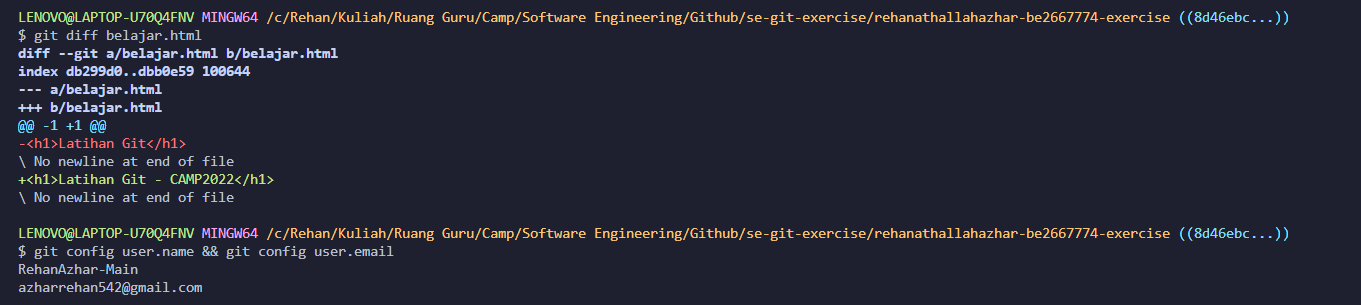 LENOVO@LAPTOP-U70Q4FNV MINGW64 /c/Rehan/Kuliah/Ruang Guru/Camp/Software Engineering/Github/se-git-exercise/rehanathallahazhar-be2667774-exercise ((8d46ebc...))
$ git diff belajar.html
diff --git a/belajar.html b/belajar.html
index db299d0..dbb0e59 100644
--- a/belajar.html
+++ b/belajar.html
@@ -1 +1 @@
-<h1>Latihan Git</h1>
\ No newline at end of file
+<h1>Latihan Git - CAMP2022</h1>
\ No newline at end of file
LENOVO@LAPTOP-U70Q4FNV MINGW64 /c/Rehan/Kuliah/Ruang Guru/Camp/Software Engineering/Github/se-git-exercise/rehanathallahazhar-be2667774-exercise ((8d46ebc...))
$ git config user.name && git config user.email
RehanAzhar-Main
azharrehan542@gmail.com